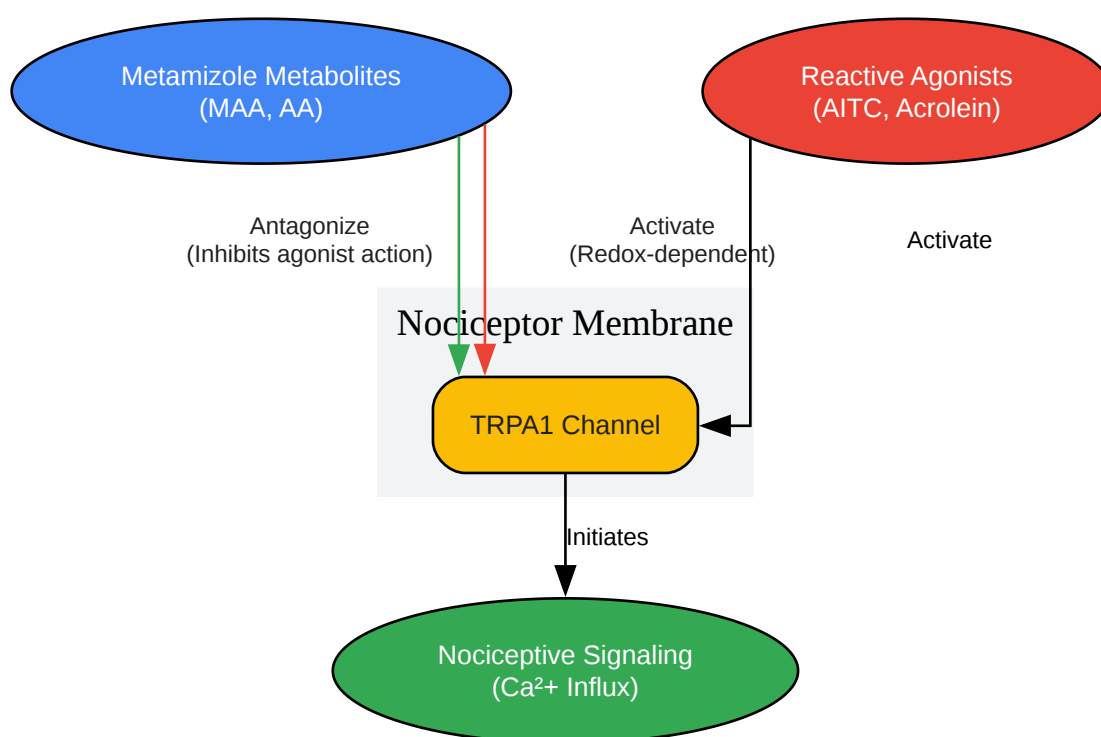 Metamizole Metabolites
(MAA, AA)
Reactive Agonists
(AITC, Acrolein)
Antagonize
(Inhibits agonist action)
Activate
(Redox-dependent)
Activate
Nociceptor Membrane
TRPA1 Channel
Initiates
Nociceptive Signaling
(Ca²+ Influx)